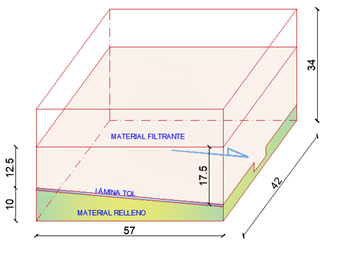 34
MATERIAL FILTRANTE
12.5
17.5
LÁMINA TOL
42
10
MATERIAL RELLENO
57